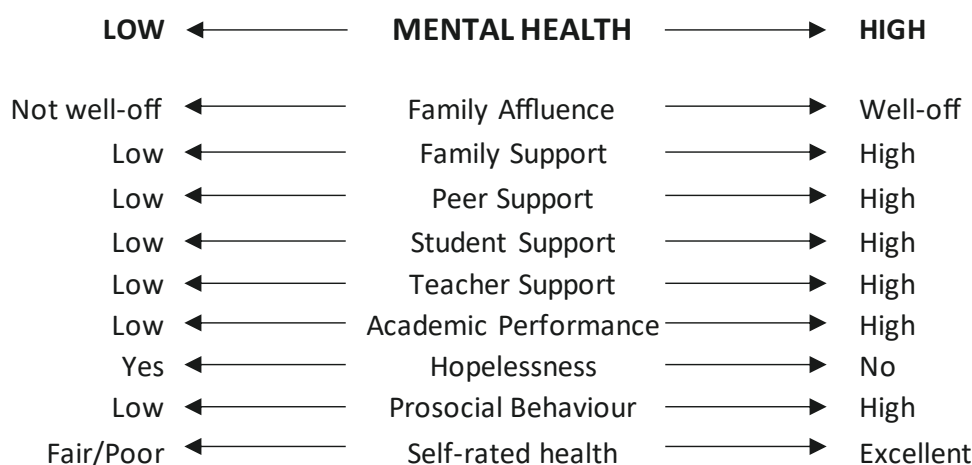 LOW MENTAL HEALTH HIGH
Not well-off Family Affluence Well-off
Low Family Support High
Low Peer Support High
Low Student Support High
Low Teacher Support High
Low Academic Performance High
Yes Hopelessness No
Low Prosocial Behaviour High
Fair/Poor Self-rated health Excellent